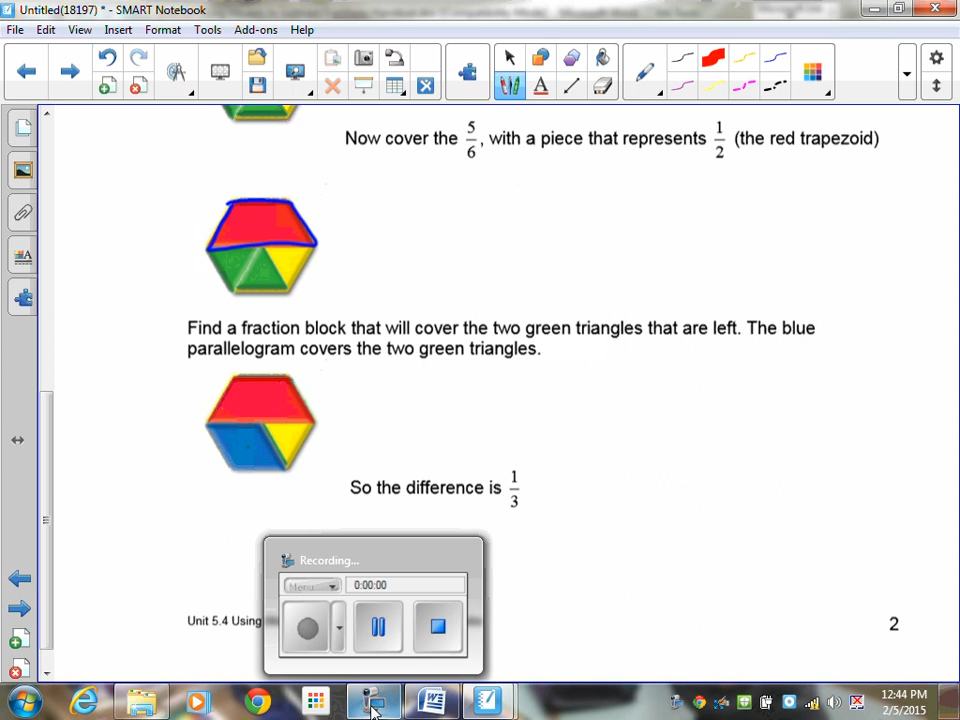 Untitled(18197) * - SMART Notebook
File Edit View Insert Format Tools Add-ons Help
Now cover the 5/6, with a piece that represents 1/2 (the red trapezoid)
Find a fraction block that will cover the two green triangles that are left. The blue
parallelogram covers the two green triangles.
So the difference is 1/3
Recording...
Menu 0:00:00
Unit 5.4 Using
2
12:44 PM
2/5/2015